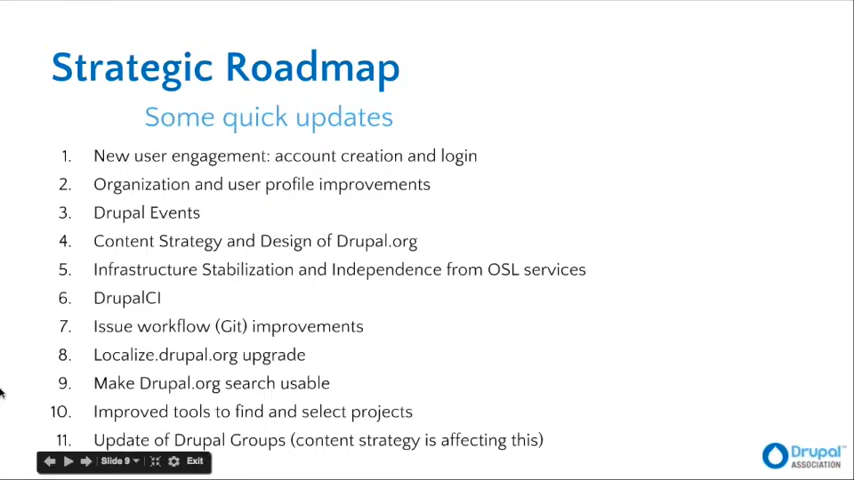 Strategic Roadmap
Some quick updates
1. New user engagement: account creation and login
2. Organization and user profile improvements
3. Drupal Events
4. Content Strategy and Design of Drupal.org
5. Infrastructure Stabilization and Independence from OSL services
6. DrupalCI
7. Issue workflow (Git) improvements
8. Localize.drupal.org upgrade
9. Make Drupal.org search usable
10. Improved tools to find and select projects
11. Update of Drupal Groups (content strategy is affecting this)
Slide 9 Exit
Drupal™
ASSOCIATION